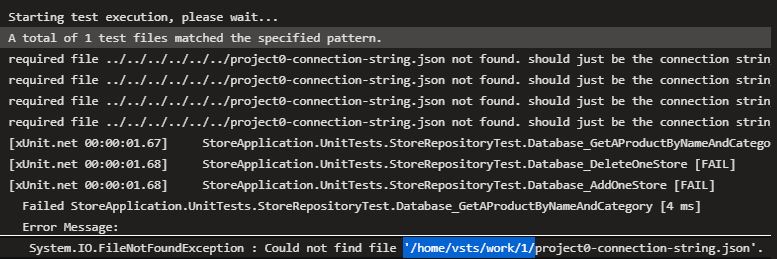 Starting test execution, please wait...
A total of 1 test files matched the specified pattern.
required file ../../../../../../project0-connection-string.json not found. should just be the connection strin
required file ../../../../../../project0-connection-string.json not found. should just be the connection strin
required file ../../../../../../project0-connection-string.json not found. should just be the connection strin
required file ../../../../../../project0-connection-string.json not found. should just be the connection strin
[xUnit.net 00:00:01.67]     StoreApplication.UnitTests.StoreRepositoryTest.Database_GetAProductByNameAndCatego
[xUnit.net 00:00:01.68]     StoreApplication.UnitTests.StoreRepositoryTest.Database_DeleteOneStore [FAIL]
[xUnit.net 00:00:01.68]     StoreApplication.UnitTests.StoreRepositoryTest.Database_AddOneStore [FAIL]
  Failed StoreApplication.UnitTests.StoreRepositoryTest.Database_GetAProductByNameAndCategory [4 ms]
  Error Message:
   System.IO.FileNotFoundException : Could not find file '/home/vsts/work/1/project0-connection-string.json'.